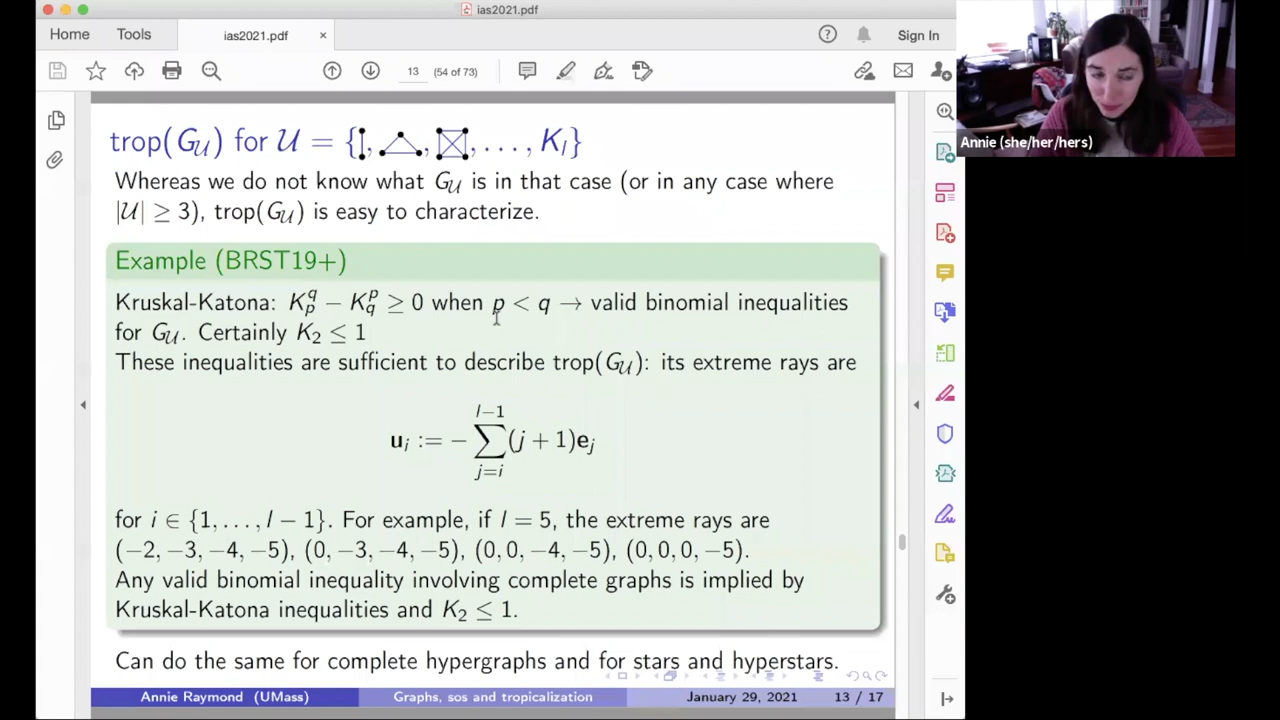 ias2021.pdf
Home Tools ias2021.pdf × Sign In
13 (54 of 73)
Annie (she/her/hers)
trop(G_U) for U = { , , , . . . , K_l}
Whereas we do not know what G_U is in that case (or in any case where
|U| ≥ 3), trop(G_U) is easy to characterize.
Example (BRST19+)
Kruskal-Katona: K_p^q − K_q^p ≥ 0 when p < q → valid binomial inequalities
for G_U. Certainly K_2 ≤ 1
These inequalities are sufficient to describe trop(G_U): its extreme rays are
u_i := − ∑_{j=i}^{l−1} (j + 1)e_j
for i ∈ {1, . . . , l − 1}. For example, if l = 5, the extreme rays are
(−2, −3, −4, −5), (0, −3, −4, −5), (0, 0, −4, −5), (0, 0, 0, −5).
Any valid binomial inequality involving complete graphs is implied by
Kruskal-Katona inequalities and K_2 ≤ 1.
Can do the same for complete hypergraphs and for stars and hyperstars.
Annie Raymond (UMass) Graphs, sos and tropicalization January 29, 2021 13 / 17